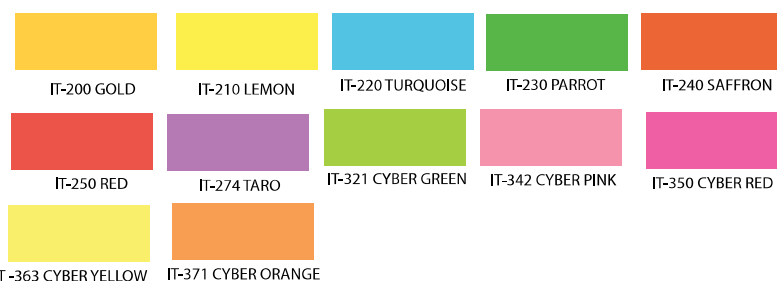 IT-200 GOLD
IT-210 LEMON
IT-220 TURQUOISE
IT-230 PARROT
IT-240 SAFFRON
IT-250 RED
IT-274 TARO
IT-321 CYBER GREEN
IT-342 CYBER PINK
IT-350 CYBER RED
IT -363 CYBER YELLOW
IT-371 CYBER ORANGE